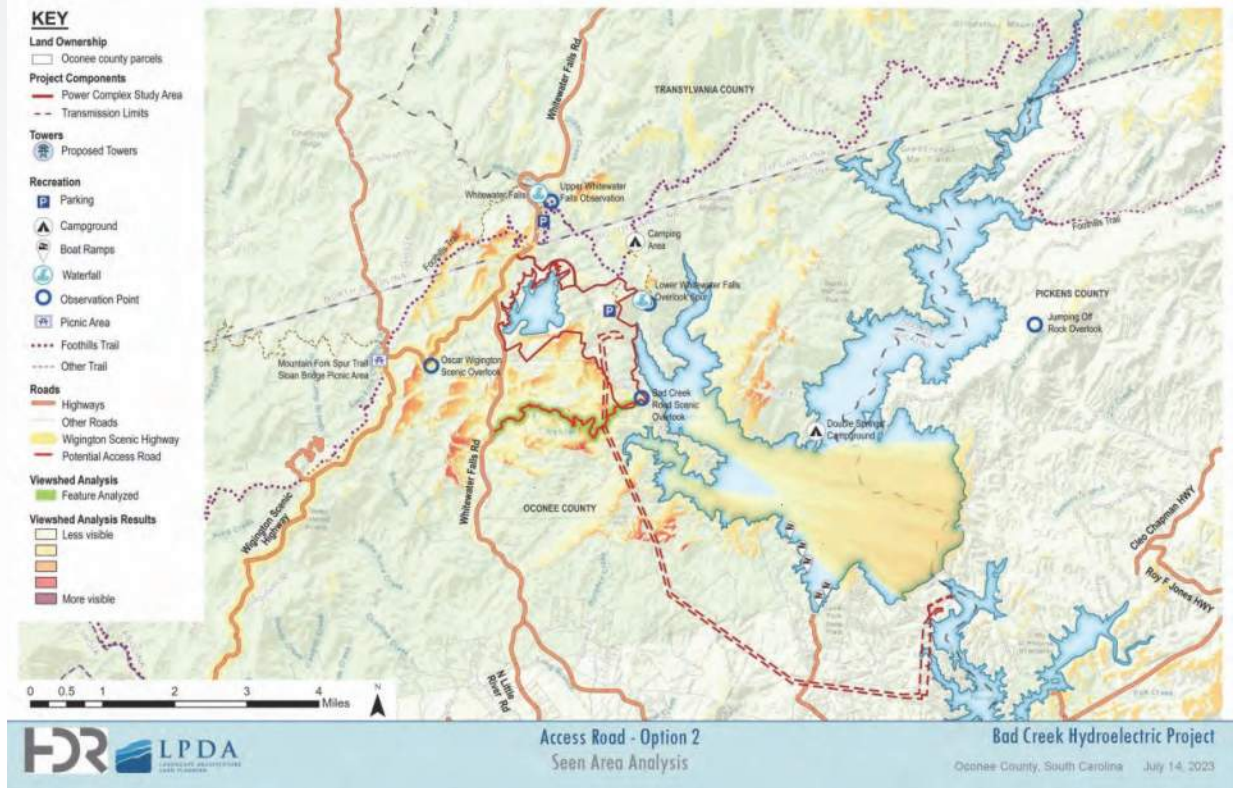 KEY
Land Ownership
Oconee county parcels
Project Components
Power Complex Study Area
Transmission Limits
Towers
Proposed Towers
Recreation
P Parking
Campground
Boat Ramps
Waterfall
Observation Point
Picnic Area
Foothills Trail
Other Trail
Roads
Highways
Other Roads
Wigington Scenic Highway
Potential Access Road
Viewshed Analysis
Feature Analyzed
Viewshed Analysis Results
Less visible
More visible
Whitewater Falls Rd
TRANSYLVANIA COUNTY
Whitewater Falls
Upper Whitewater
Falls Observation
P
Foothills Trail
Camping
Area
Foothills Trail
Lower Whitewater Falls
Overlook Spur
P
PICKENS COUNTY
Jumping Off
Rock Overlook
Mountain Fork Spur Trail
Sloan Bridge Picnic Area
Oscar Wigington
Scenic Overlook
Bad Creek
Road Scenic
Overlook
Double Springs
Campground
Whitewater Falls Rd
OCONEE COUNTY
Wigington Scenic
Highway
Cleo Chapman HWY
Roy F Jones HWY
N Little
River Rd
0 0.5 1 2 3 4
Miles
N
HDR
LPDA
LANDSCAPE ARCHITECTURE
LAND PLANNING
Access Road - Option 2
Seen Area Analysis
Bad Creek Hydroelectric Project
Oconee County, South Carolina July 14, 2023